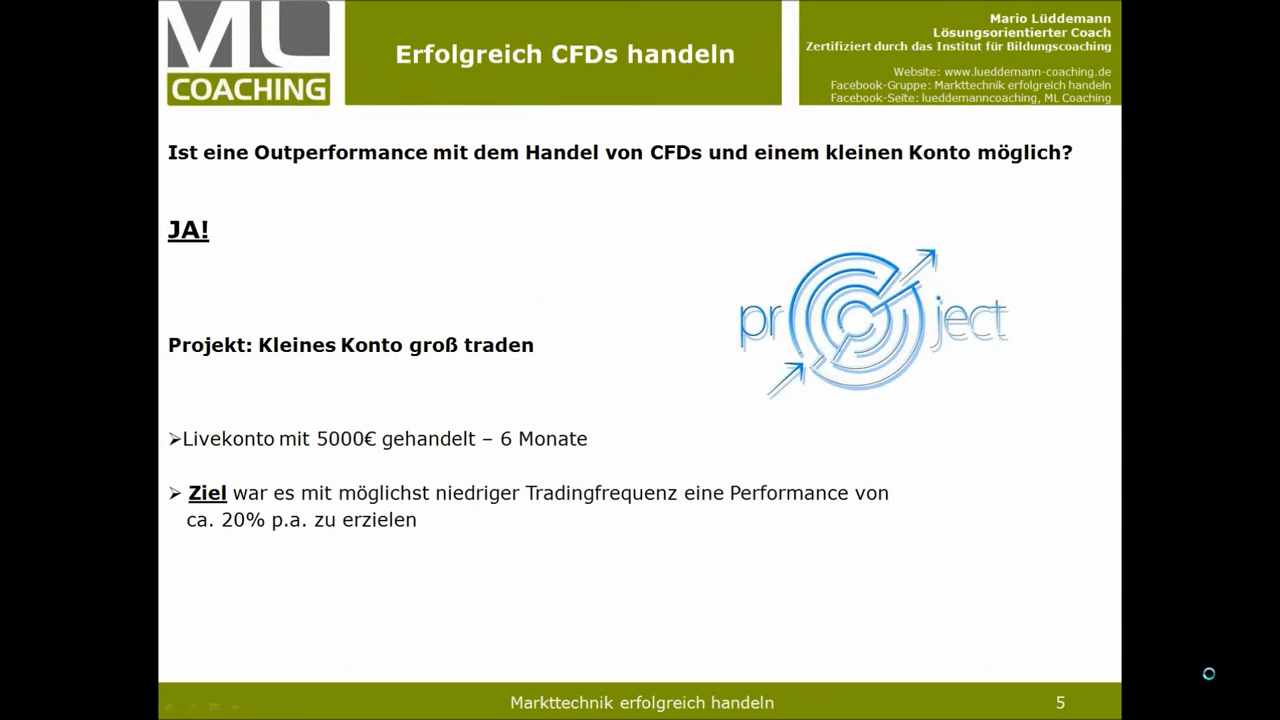 ML
COACHING
Erfolgreich CFDs handeln
Mario Lüddemann
Lösungsorientierter Coach
Zertifiziert durch das Institut für Bildungscoaching
Website: www.lueddemann-coaching.de
Facebook-Gruppe: Markttechnik erfolgreich handeln
Facebook-Seite: lueddemanncoaching, ML Coaching
Ist eine Outperformance mit dem Handel von CFDs und einem kleinen Konto möglich?
JA!
project
Projekt: Kleines Konto groß traden
➢Livekonto mit 5000€ gehandelt – 6 Monate
➢ Ziel war es mit möglichst niedriger Tradingfrequenz eine Performance von
ca. 20% p.a. zu erzielen
Markttechnik erfolgreich handeln
5